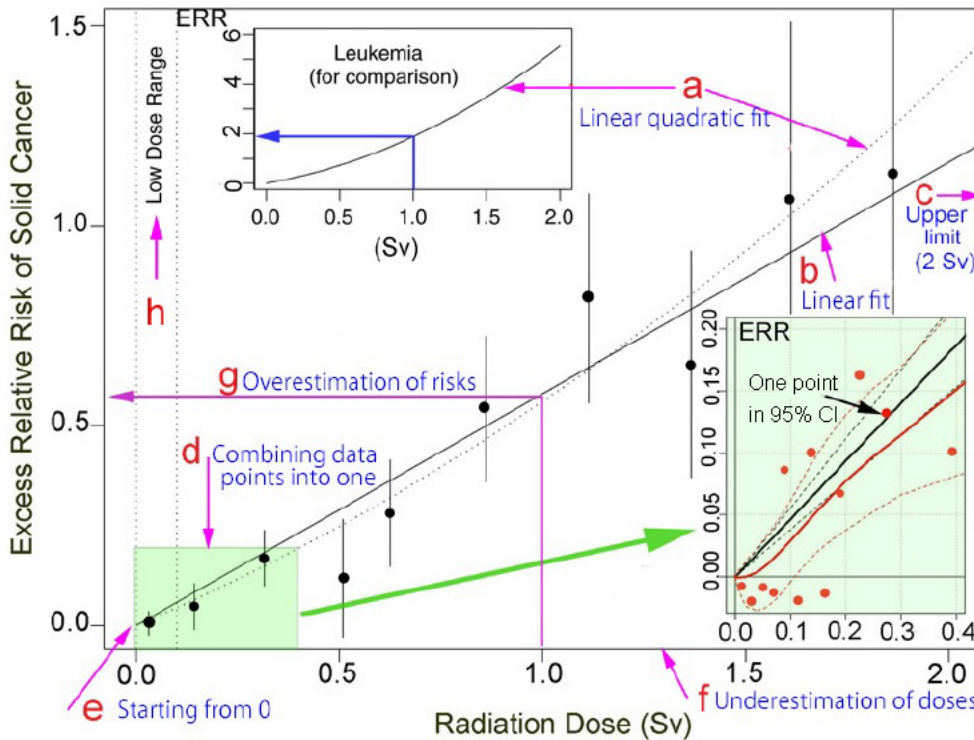 Excess Relative Risk of Solid Cancer
1.5
1.0
0.5
0.0
Low Dose Range
h
ERR
6
4
2
0
Leukemia
(for comparison)
0.0
0.5
1.0
1.5
2.0
(Sv)
a
Linear quadratic fit
c
Upper
limit
(2 Sv)
b
Linear fit
g Overestimation of risks
d Combining data
points into one
ERR
0.20
0.15
0.10
0.05
0.00
One point
in 95% CI
0.0
0.1
0.2
0.3
0.4
0.0
0.5
1.0
1.5
2.0
e Starting from 0
Radiation Dose (Sv)
f Underestimation of doses